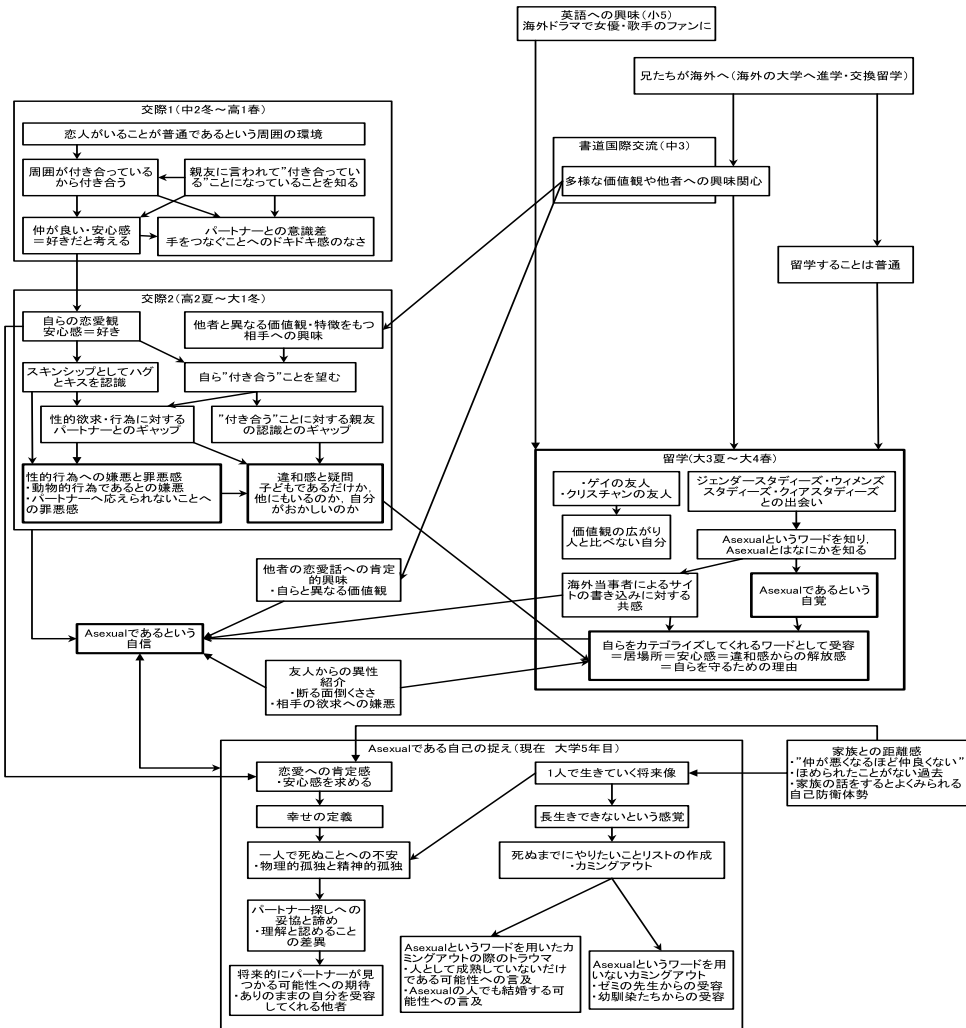 英語への興味(小5)
海外ドラマで女優・歌手のファンに
兄たちが海外へ(海外の大学へ進学・交換留学)
交際1(中2冬～高1春)
恋人がいることが普通であるという周囲の環境
周囲が付き合っている
から付き合う
親友に言われて"付き合ってい
る"ことになっていることを知る
仲が良い・安心感
＝好きだと考える
パートナーとの意識差
手をつなぐことへのドキドキ感のなさ
書道国際交流(中3)
多様な価値観や他者への興味関心
留学することは普通
交際2(高2夏～大1冬)
自らの恋愛観
安心感＝好き
他者と異なる価値観・特徴をもつ
相手への興味
スキンシップとしてハグ
とキスを認識
自ら"付き合う"ことを望む
性的欲求・行為に対する
パートナーとのギャップ
"付き合う"ことに対する親友
の認識とのギャップ
性的行為への嫌悪と罪悪感
・動物的行為であるとの嫌悪
・パートナーへ応えられないことへ
の罪悪感
違和感と疑問
子どもであるだけか、
他にもいるのか、自分
がおかしいのか
留学(大3夏～大4春)
・ゲイの友人
・クリスチャンの友人
ジェンダースタディーズ・ウィメンズ
スタディーズ・クィアスタディーズ
との出会い
価値観の広がり
人と比べない自分
Asexualというワードを知り、
Asexualとはなにかを知る
海外当事者によるサイ
トの書き込みに対する
共感
Asexualであるという
自覚
自らをカテゴライズしてくれるワードとして受容
＝居場所＝安心感＝違和感からの解放感
＝自らを守るための理由
他者の恋愛話への肯定
的興味
・自らと異なる価値観
Asexualであるという
自信
友人からの異性
紹介
・断る面倒くささ
・相手の欲求への嫌悪
Asexualである自己の捉え(現在 大学5年目)
恋愛への肯定感
・安心感を求める
幸せの定義
一人で死ぬことへの不安
・物理的孤独と精神的孤独
パートナー探しへの
妥協と諦め
・理解と認めること
の差異
将来的にパートナーが見
つかる可能性への期待
・ありのままの自分を受容
してくれる他者
1人で生きていく将来像
長生きできないという感覚
死ぬまでにやりたいことリストの作成
・カミングアウト
Asexualというワードを用いたカ
ミングアウトの際のトラウマ
・人として成熟していないだけ
である可能性への言及
・Asexualの人でも結婚する可
能性への言及
Asexualというワードを用
いないカミングアウト
・ゼミの先生からの受容
・幼馴染たちからの受容
家族との距離感
・"仲が悪くなるほど仲良くない"
・ほめられたことがない過去
・家族の話をするとよくみられる
自己防衛体勢